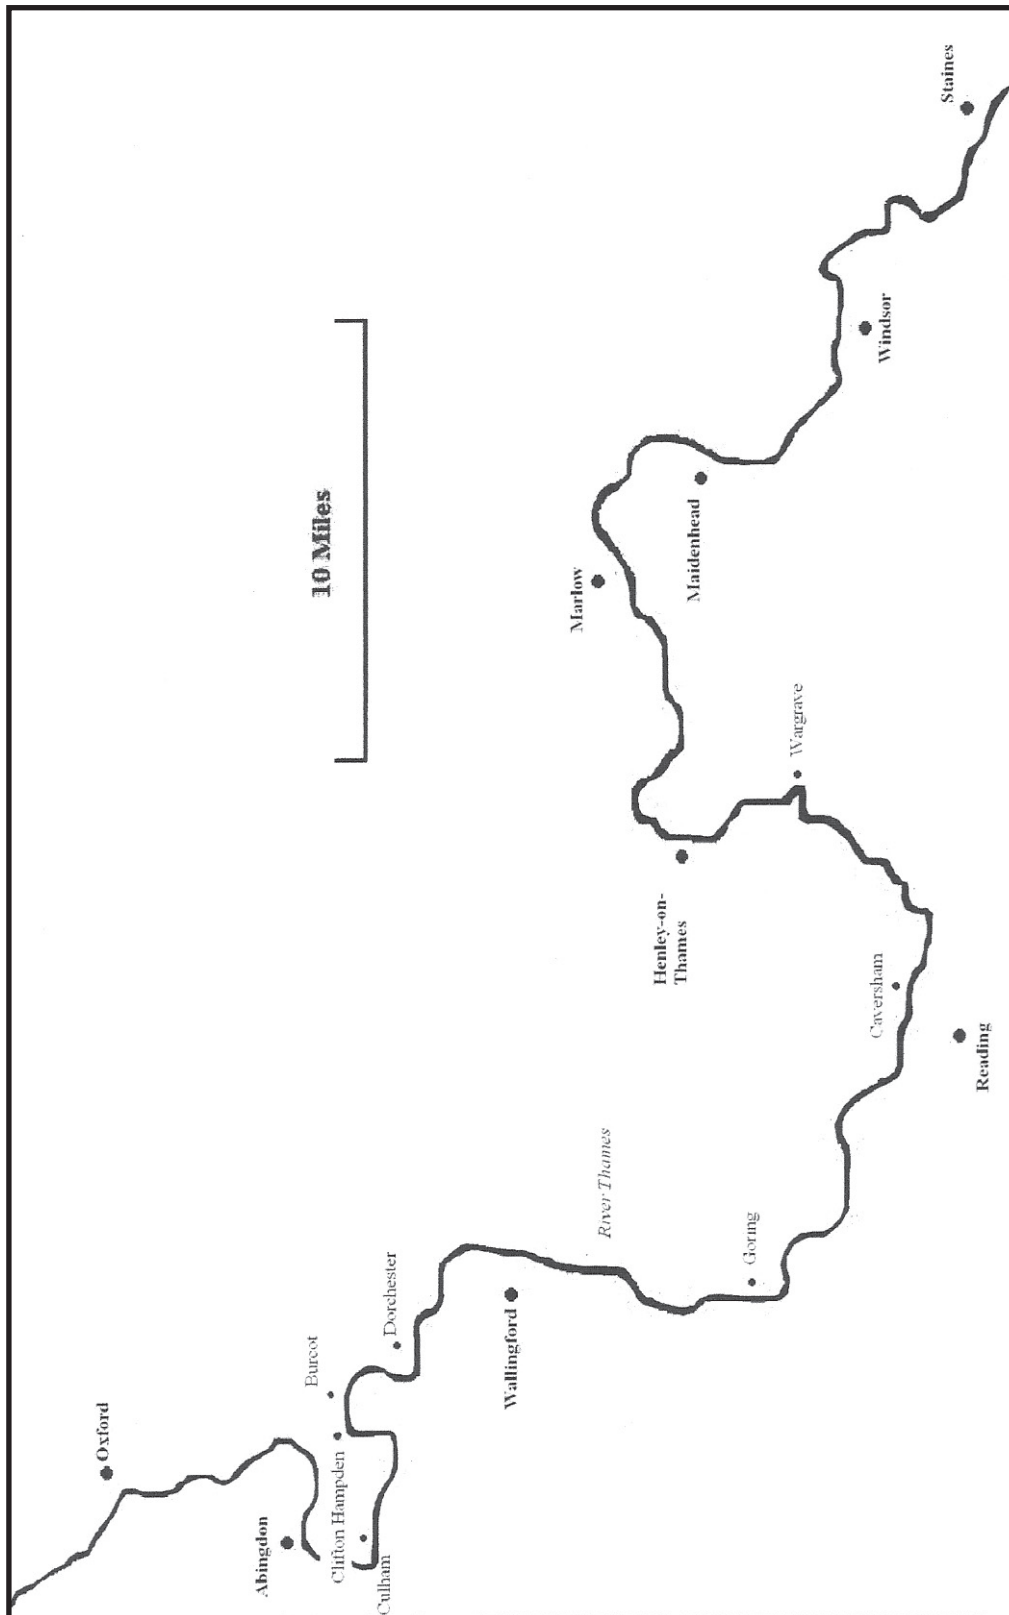 Oxford
Abingdon
Culham
Clifton Hampden
Burcot
Dorchester
Wallingford
River Thames
Goring
Reading
Caversham
Henley-on-
Thames
Wargrave
Marlow
Maidenhead
10 Miles
Windsor
Staines